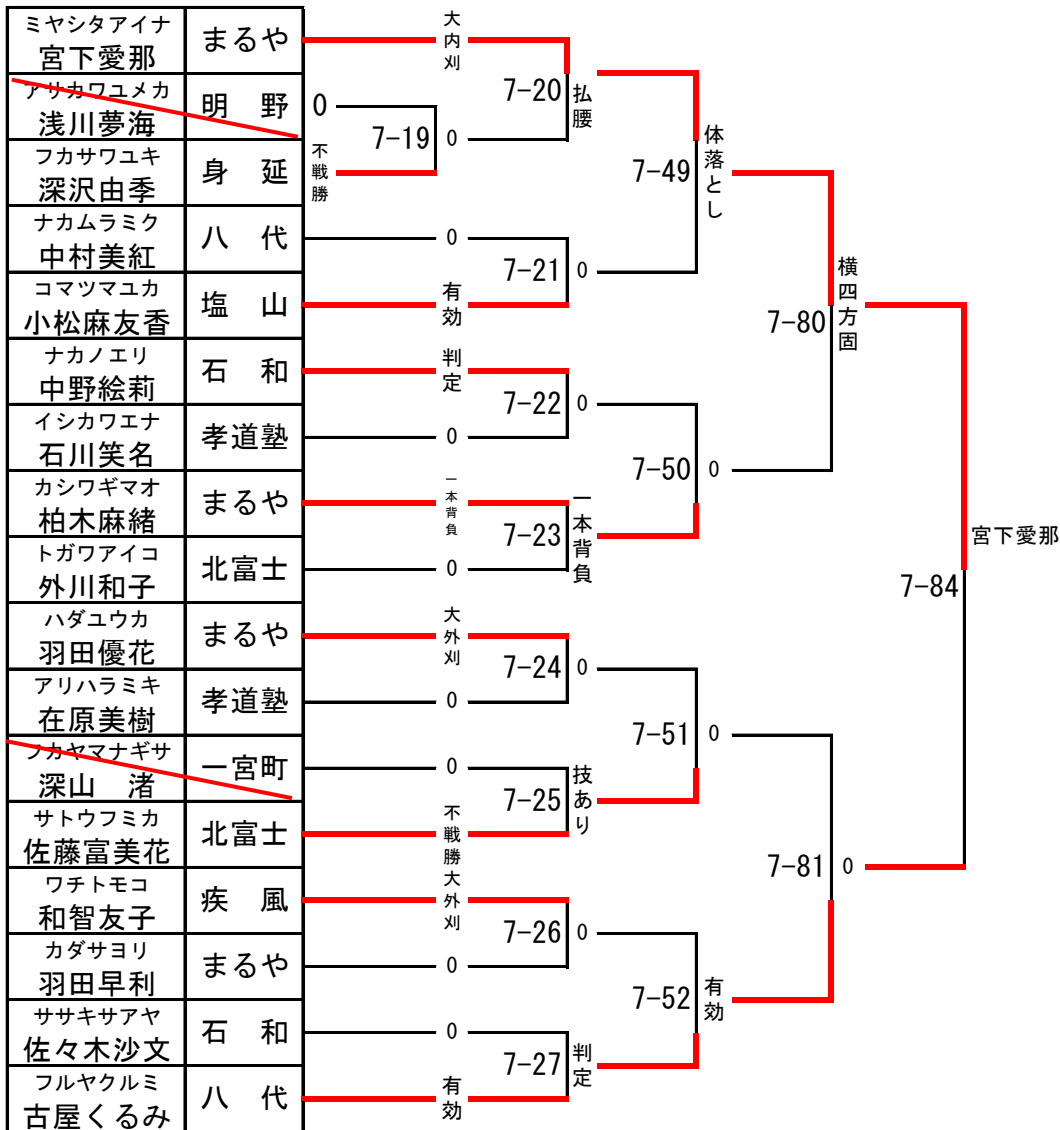 ミヤシタアイナ
宮下愛那
まるや
大内刈
アサカワユメカ
浅川夢海
明 野
0
不戦勝
7-19
0
7-20
払腰
フカサワユキ
深沢由季
身 延
7-49
体落とし
ナカムラミク
中村美紅
八 代
0
7-21
0
コマツマユカ
小松麻友香
塩 山
有効
7-80
横四方固
ナカノエリ
中野絵莉
石 和
判定
7-22
0
イシカワエナ
石川笑名
孝道塾
0
7-50
0
カシワギマオ
柏木麻緒
まるや
一本背負
7-23
一本背負
トガワアイコ
外川和子
北富士
0
7-84
宮下愛那
ハダユウカ
羽田優花
まるや
大外刈
7-24
0
アリハラミキ
在原美樹
孝道塾
0
7-51
0
フカヤマナギサ
深山 渚
一宮町
0
7-25
技あり
サトウフミカ
佐藤富美花
北富士
不戦勝
7-81
0
ワチトモコ
和智友子
疾 風
大外刈
7-26
0
カダサヨリ
羽田早利
まるや
0
7-52
有効
ササキサアヤ
佐々木沙文
石 和
0
7-27
判定
フルヤクルミ
古屋くるみ
八 代
有効